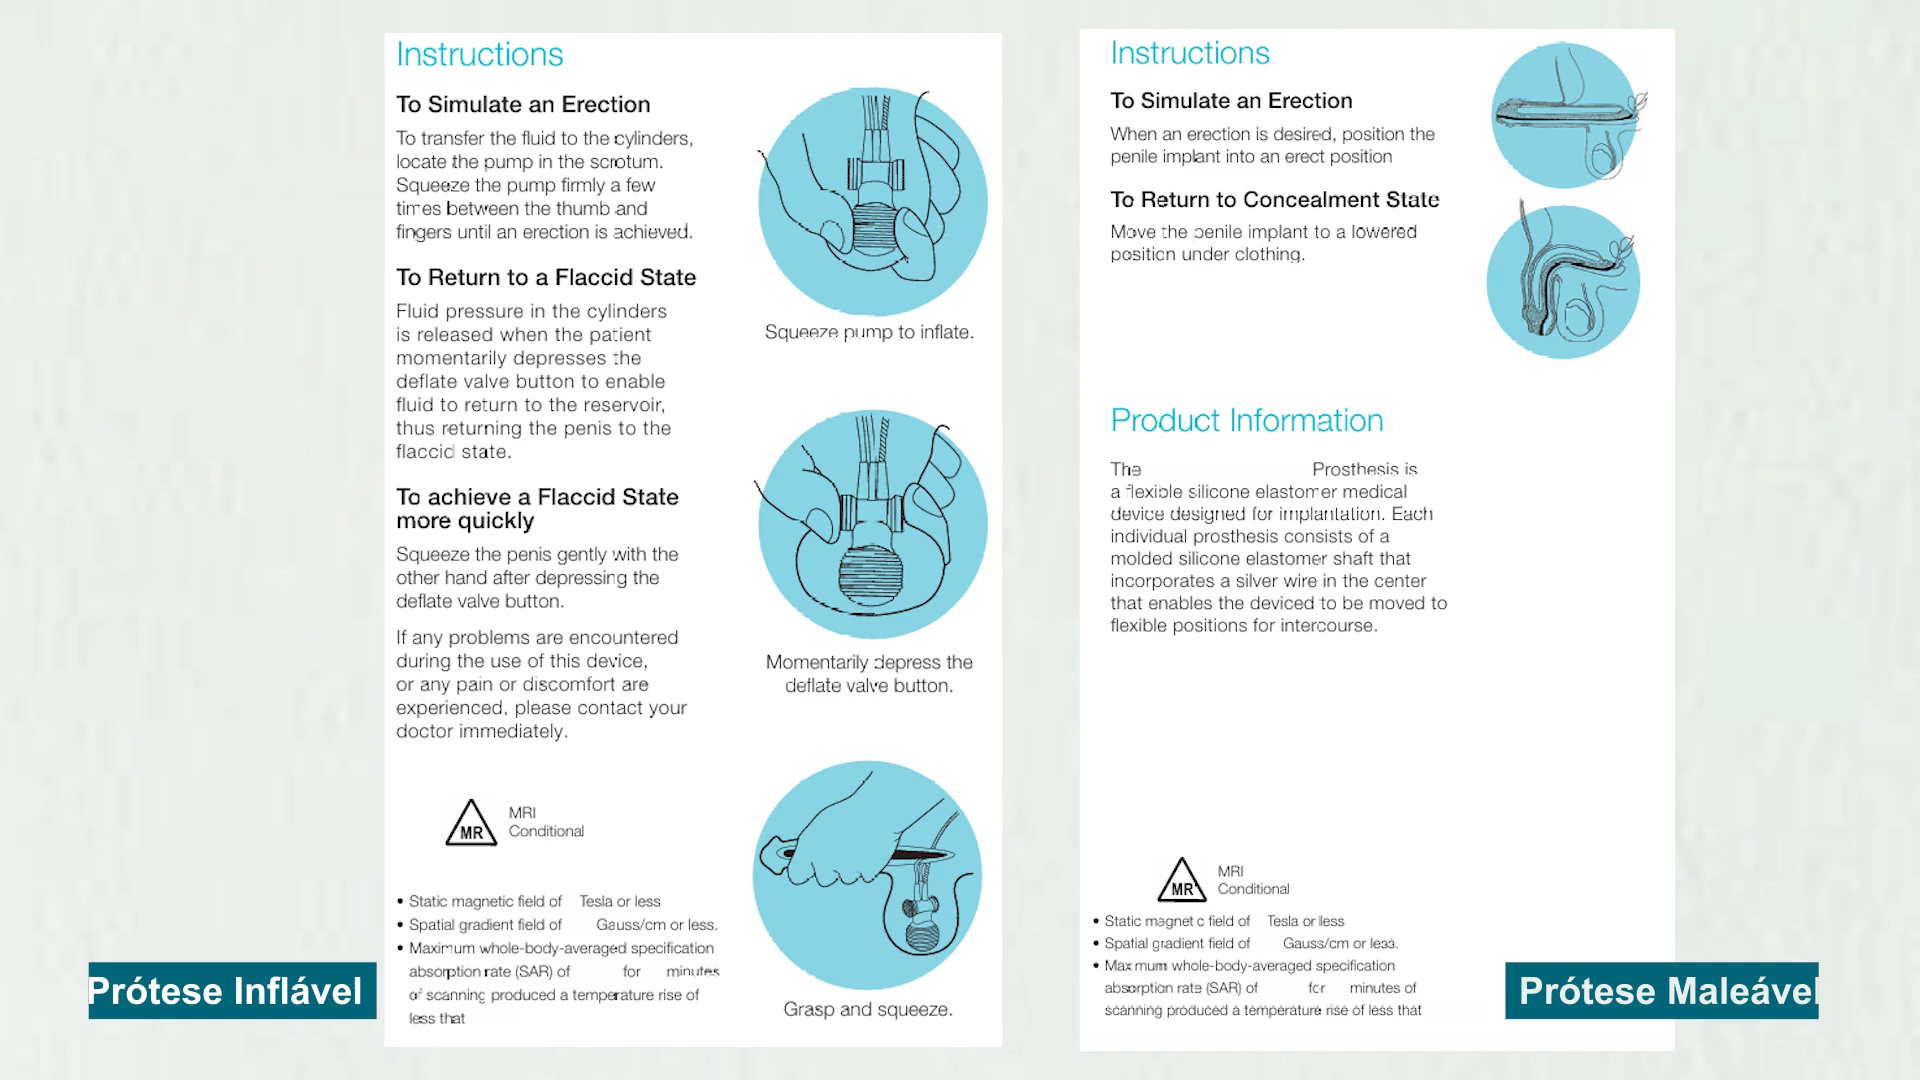 Instructions
To Simulate an Erection
To transfer the fluid to the cylinders,
locate the pump in the scrotum.
Squeeze the pump firmly a few
times between the thumb and
fingers until an erection is achieved.
To Return to a Flaccid State
Fluid pressure in the cylinders
is released when the patient
momentarily depresses the
deflate valve button to enable
fluid to return to the reservoir,
thus returning the penis to the
flaccid state.
To achieve a Flaccid State
more quickly
Squeeze the penis gently with the
other hand after depressing the
deflate valve button.
If any problems are encountered
during the use of this device,
or any pain or discomfort are
experienced, please contact your
doctor immediately.
MR
MRI
Conditional
• Static magnetic field of Tesla or less
• Spatial gradient field of Gauss/cm or less.
• Maximum whole-body-averaged specification
absorption rate (SAR) of for minutes
of scanning produced a temperature rise of
less that
Squeeze pump to inflate.
Momentarily depress the
deflate valve button.
Grasp and squeeze.
Prótese Inflável
Instructions
To Simulate an Erection
When an erection is desired, position the
penile implant into an erect position
To Return to Concealment State
Move the penile implant to a lowered
position under clothing.
Product Information
The Prosthesis is
a flexible silicone elastomer medical
device designed for implantation. Each
individual prosthesis consists of a
molded silicone elastomer shaft that
incorporates a silver wire in the center
that enables the deviced to be moved to
flexible positions for intercourse.
MR
MRI
Conditional
• Static magnetic field of Tesla or less
• Spatial gradient field of Gauss/cm or less.
• Maximum whole-body-averaged specification
absorption rate (SAR) of for minutes of
scanning produced a temperature rise of less that
Prótese Maleável